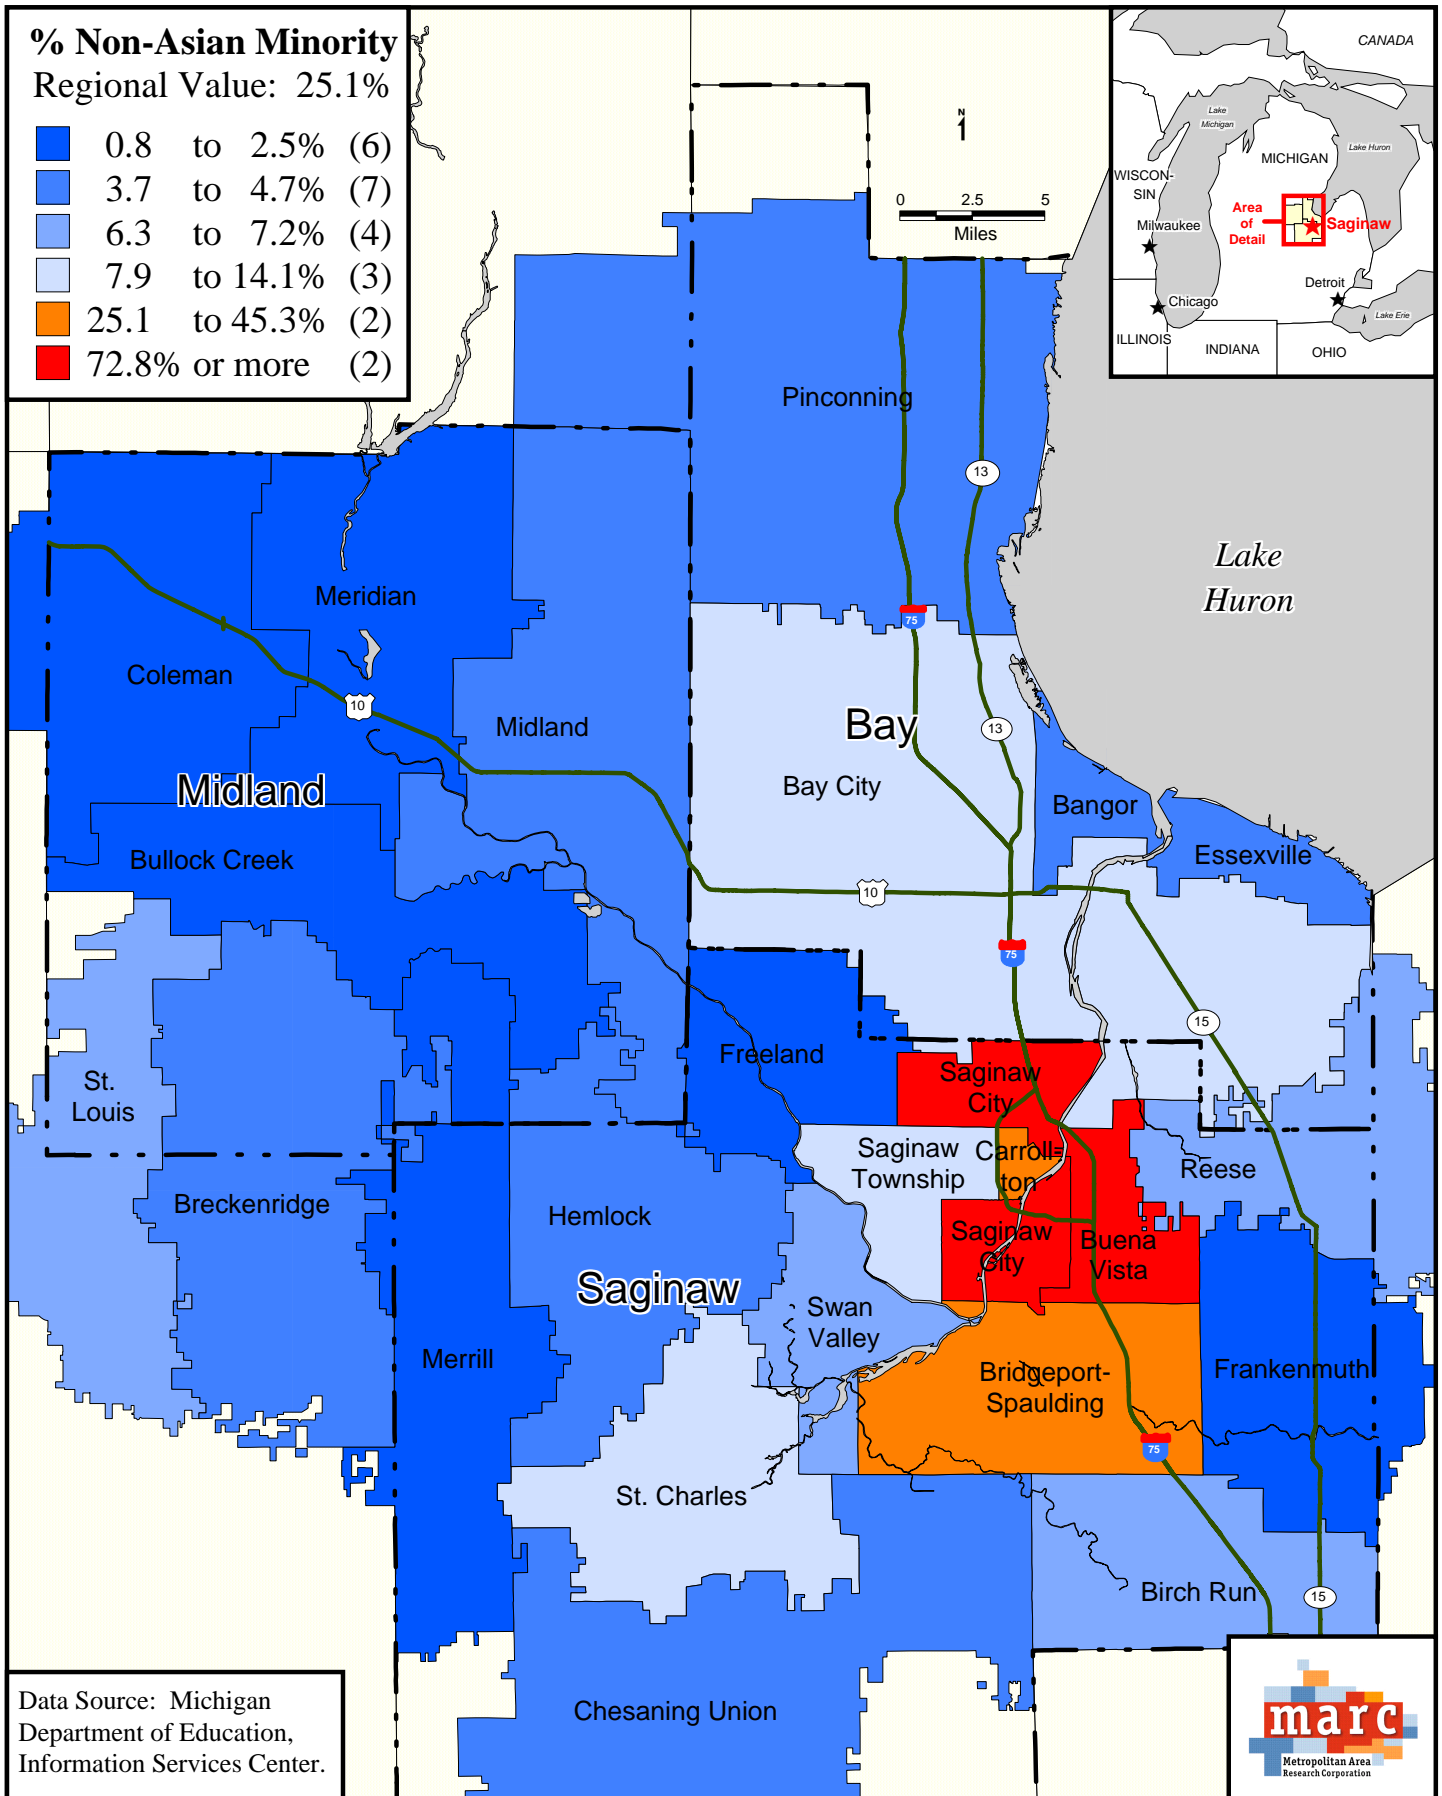 % Non-Asian Minority
Regional Value: 25.1%
0.8 to 2.5% (6)
3.7 to 4.7% (7)
6.3 to 7.2% (4)
7.9 to 14.1% (3)
25.1 to 45.3% (2)
72.8% or more (2)
N
1
0 2.5 5
Miles
CANADA
Lake
Michigan
Lake Huron
MICHIGAN
WISCON-
SIN
Area
of
Detail
Saginaw
Milwaukee
Detroit
Chicago
Lake Erie
ILLINOIS
INDIANA
OHIO
Pinconning
13
Lake
Huron
Meridian
75
Coleman
10
Midland
Bay
13
Midland
Bay City
Bangor
Bullock Creek
Essexville
10
75
15
Freeland
St.
Louis
Saginaw
City
Saginaw
Township
Carroll-
ton
Reese
Breckenridge
Hemlock
Saginaw
City
Buena
Vista
Saginaw
Swan
Valley
Merrill
Bridgeport-
Spaulding
Frankenmuth
75
St. Charles
Birch Run
15
Chesaning Union
Data Source: Michigan
Department of Education,
Information Services Center.
marc
Metropolitan Area
Research Corporation